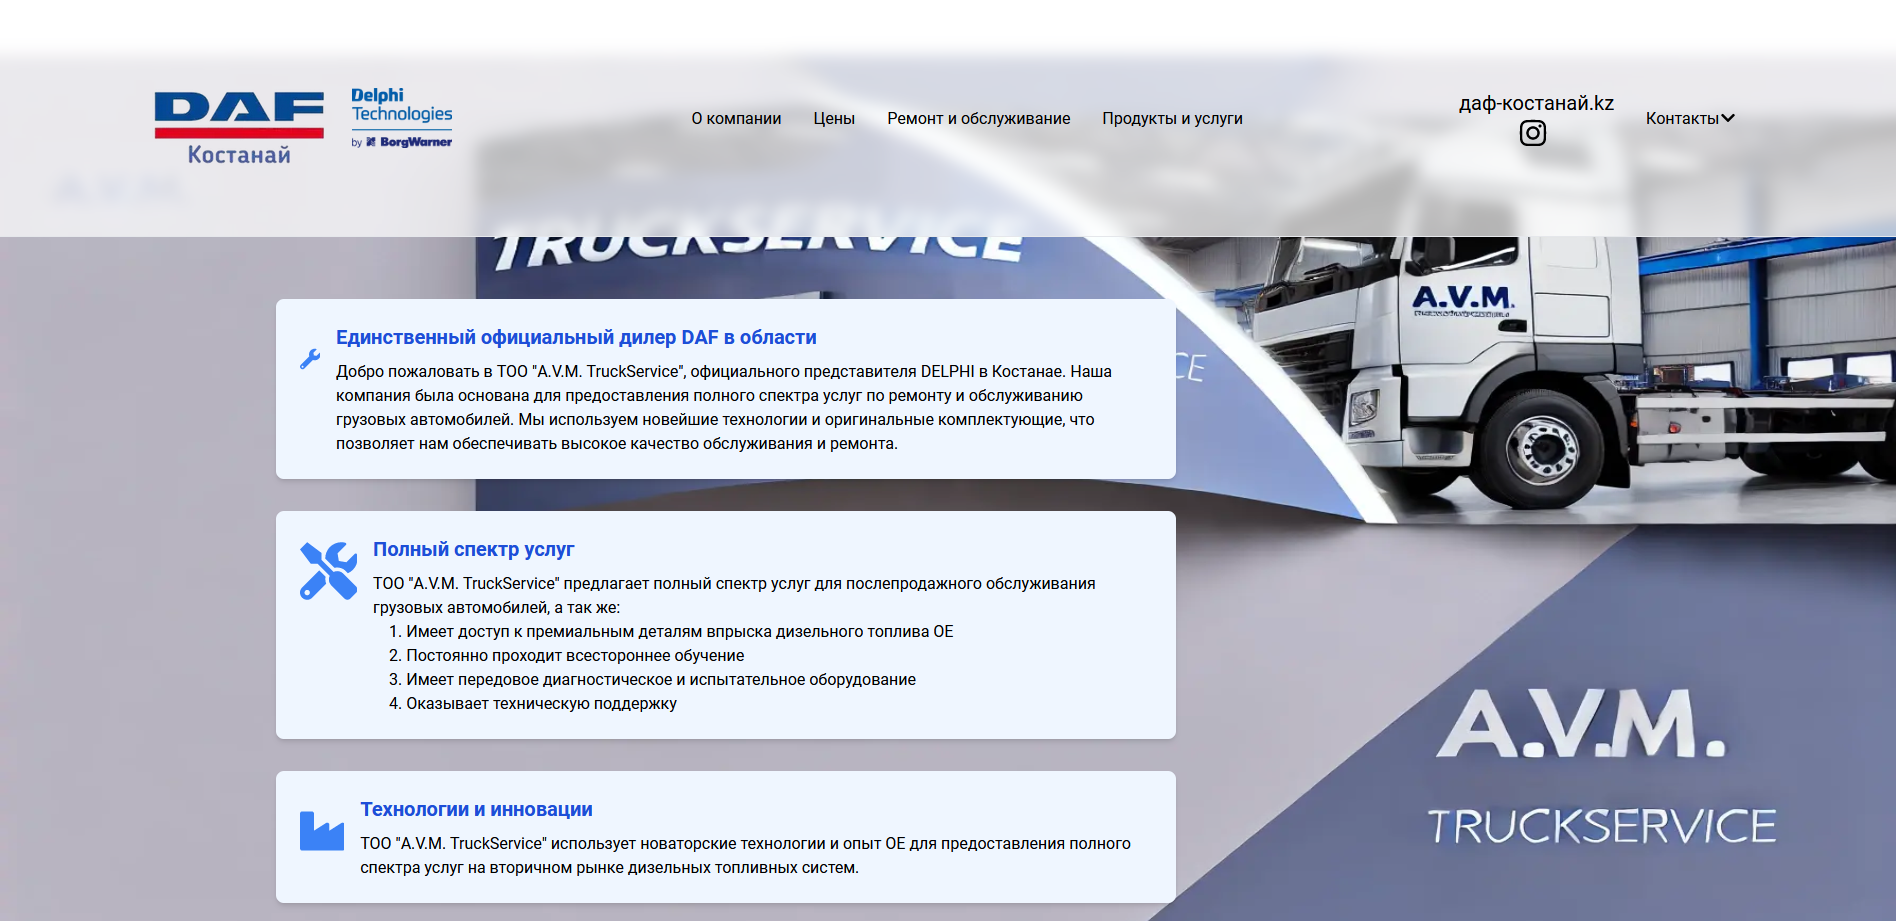 DAF
Костанай
Delphi
Technologies
by BorgWarner
О компании
Цены
Ремонт и обслуживание
Продукты и услуги
даф-костанай.kz
Контакты
A.V.M.
TRUCKSERVICE
A.V.M.
CE
Единственный официальный дилер DAF в области
Добро пожаловать в ТОО "A.V.M. TruckService", официального представителя DELPHI в Костанае. Наша
компания была основана для предоставления полного спектра услуг по ремонту и обслуживанию
грузовых автомобилей. Мы используем новейшие технологии и оригинальные комплектующие, что
позволяет нам обеспечивать высокое качество обслуживания и ремонта.
Полный спектр услуг
ТОО "A.V.M. TruckService" предлагает полный спектр услуг для послепродажного обслуживания
грузовых автомобилей, а так же:
1. Имеет доступ к премиальным деталям впрыска дизельного топлива OE
2. Постоянно проходит всестороннее обучение
3. Имеет передовое диагностическое и испытательное оборудование
4. Оказывает техническую поддержку
Технологии и инновации
ТОО "A.V.M. TruckService" использует новаторские технологии и опыт OE для предоставления полного
спектра услуг на вторичном рынке дизельных топливных систем.
A.V.M.
TRUCKSERVICE